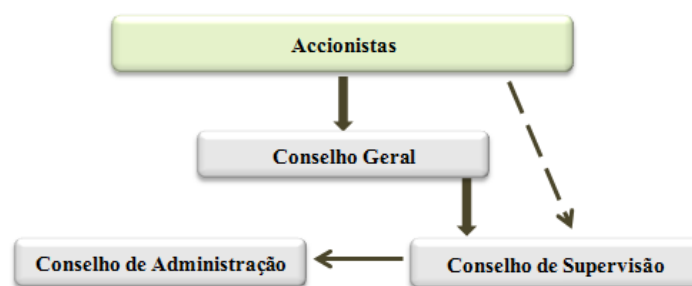 Accionistas
Conselho Geral
Conselho de Administração
Conselho de Supervisão